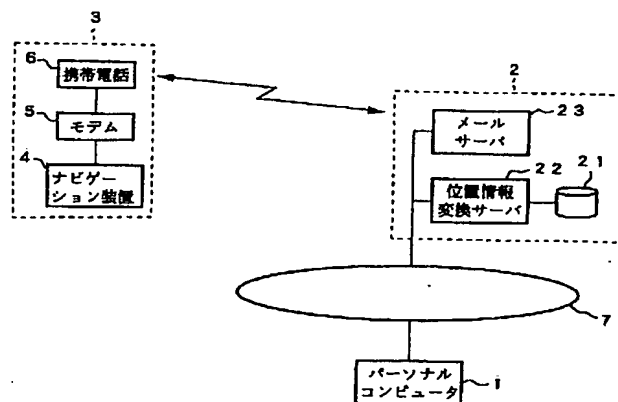 3
6
携帯電話
5
モデム
4
ナビゲー
ション装置
2
23
メール
サーバ
22
21
位置情報
変換サーバ
7
パーソナル
コンピュータ
1